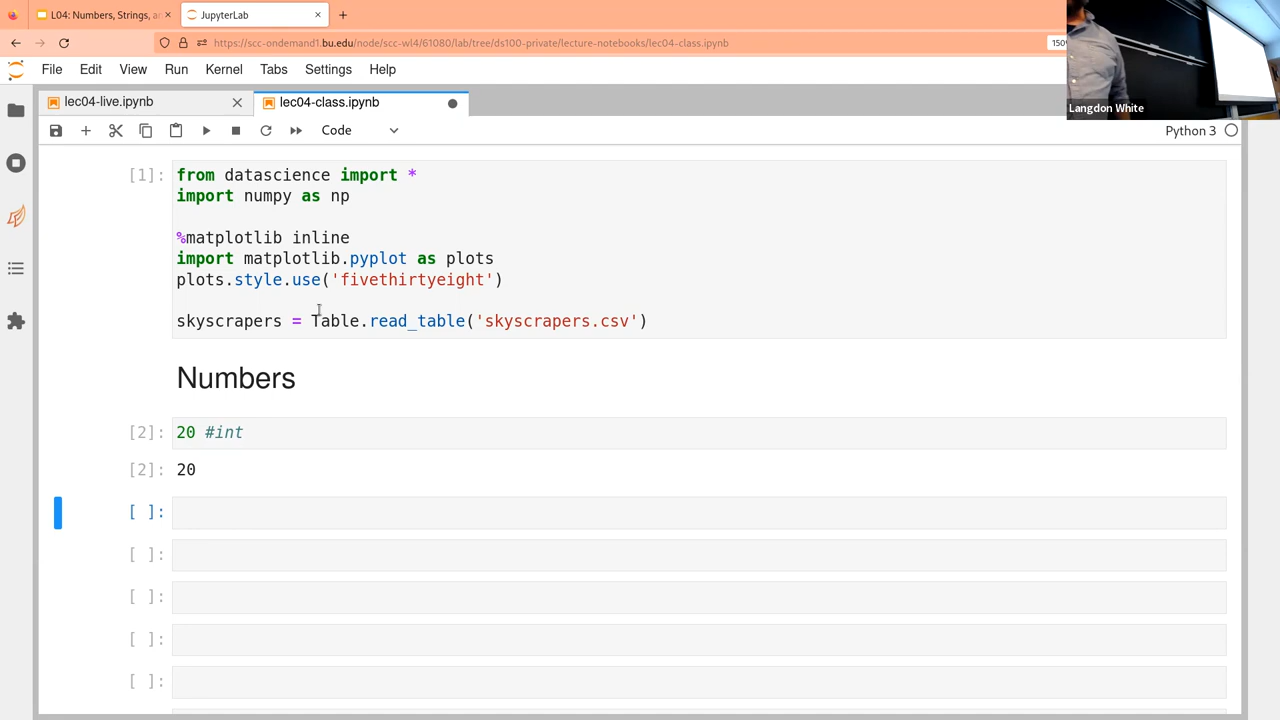 L04: Numbers, Strings, a
JupyterLab
https://scc-ondemand1.bu.edu/node/scc-wl4/61080/lab/tree/ds100-private/lecture-notebooks/lec04-class.ipynb
150%
Langdon White
File Edit View Run Kernel Tabs Settings Help
lec04-live.ipynb
lec04-class.ipynb
Code
Python 3
[1]: from datascience import *
import numpy as np
%matplotlib inline
import matplotlib.pyplot as plots
plots.style.use('fivethirtyeight')
skyscrapers = Table.read_table('skyscrapers.csv')
Numbers
[2]: 20 #int
[2]: 20
[ ]:
[ ]:
[ ]:
[ ]:
[ ]: